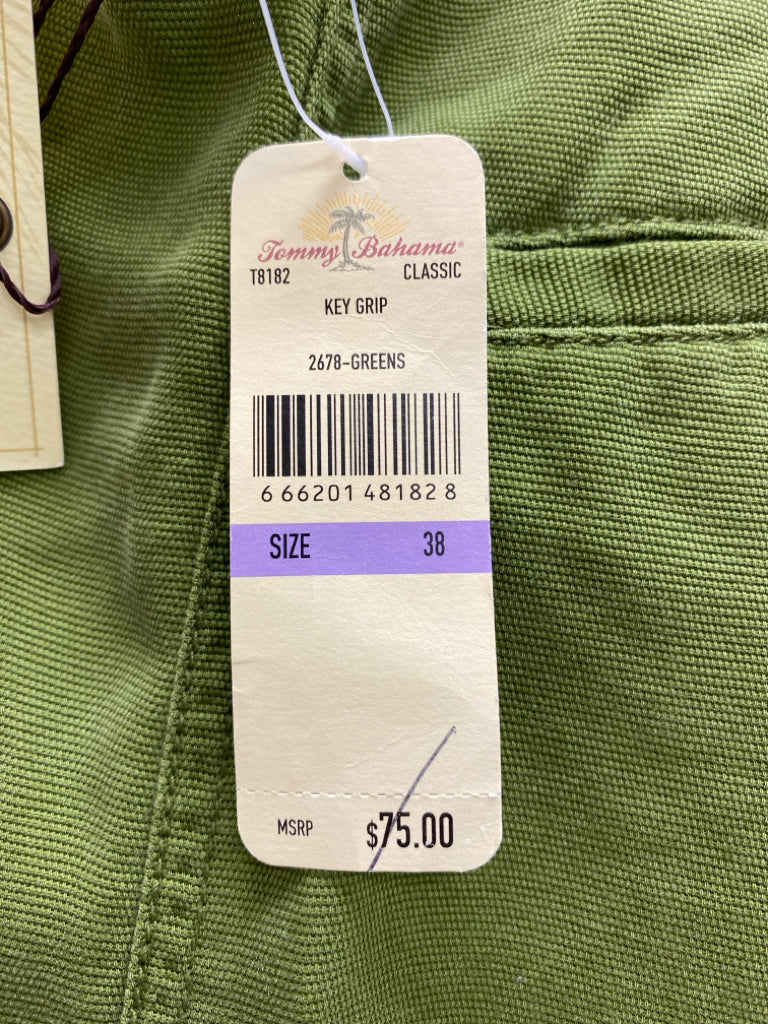 Tommy Bahama®
T8182 CLASSIC
KEY GRIP
2678-GREENS
6 66201 48182 8
SIZE 38
MSRP $75.00